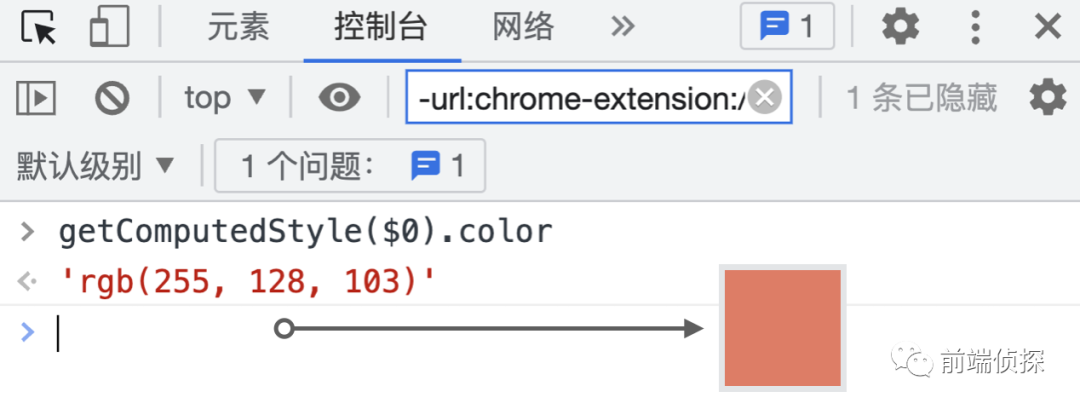 元素 控制台 网络 » 1
top ▼ -url:chrome-extension:/ 1 条已隐藏
默认级别 ▼ 1 个问题: 1
> getComputedStyle($0).color
'rgb(255, 128, 103)'
>
前端侦探